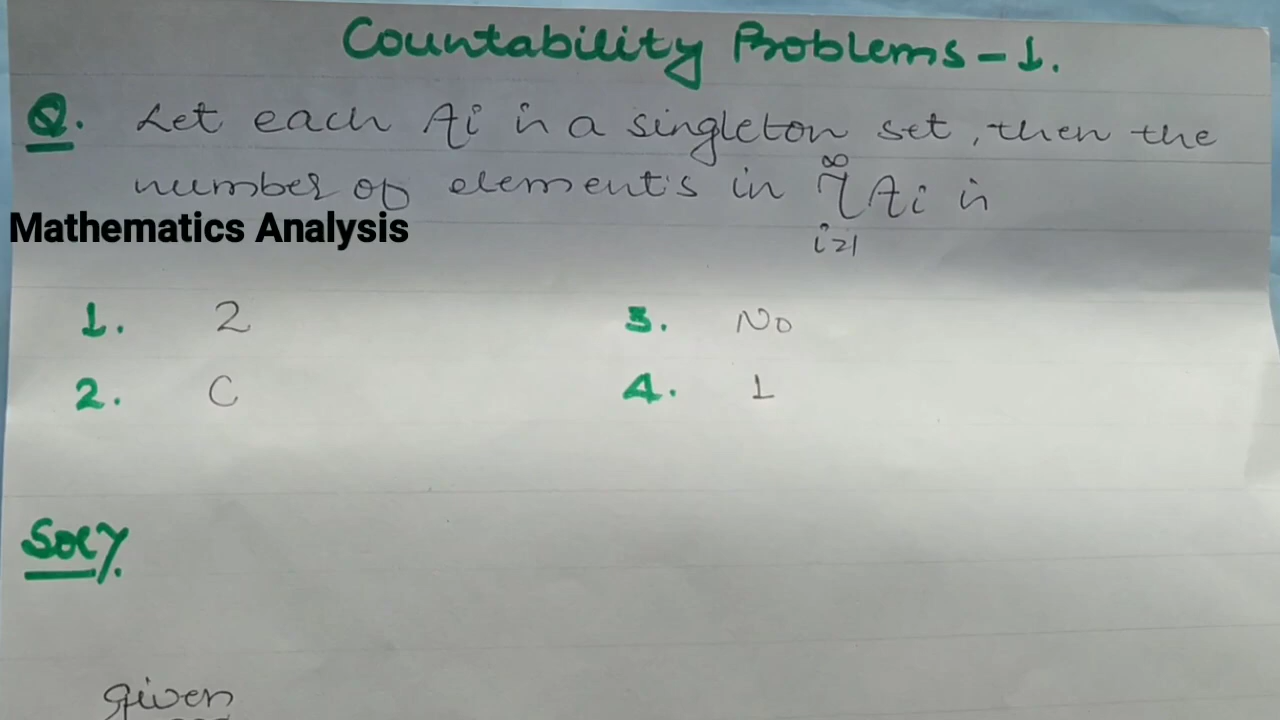 Countability Problems-1.
Q. Let each Ai is a singleton set, then the
number of elements in ∞ Ai is
i=1
Mathematics Analysis
1. 2
3. No
2. C
4. 1
Sol
given